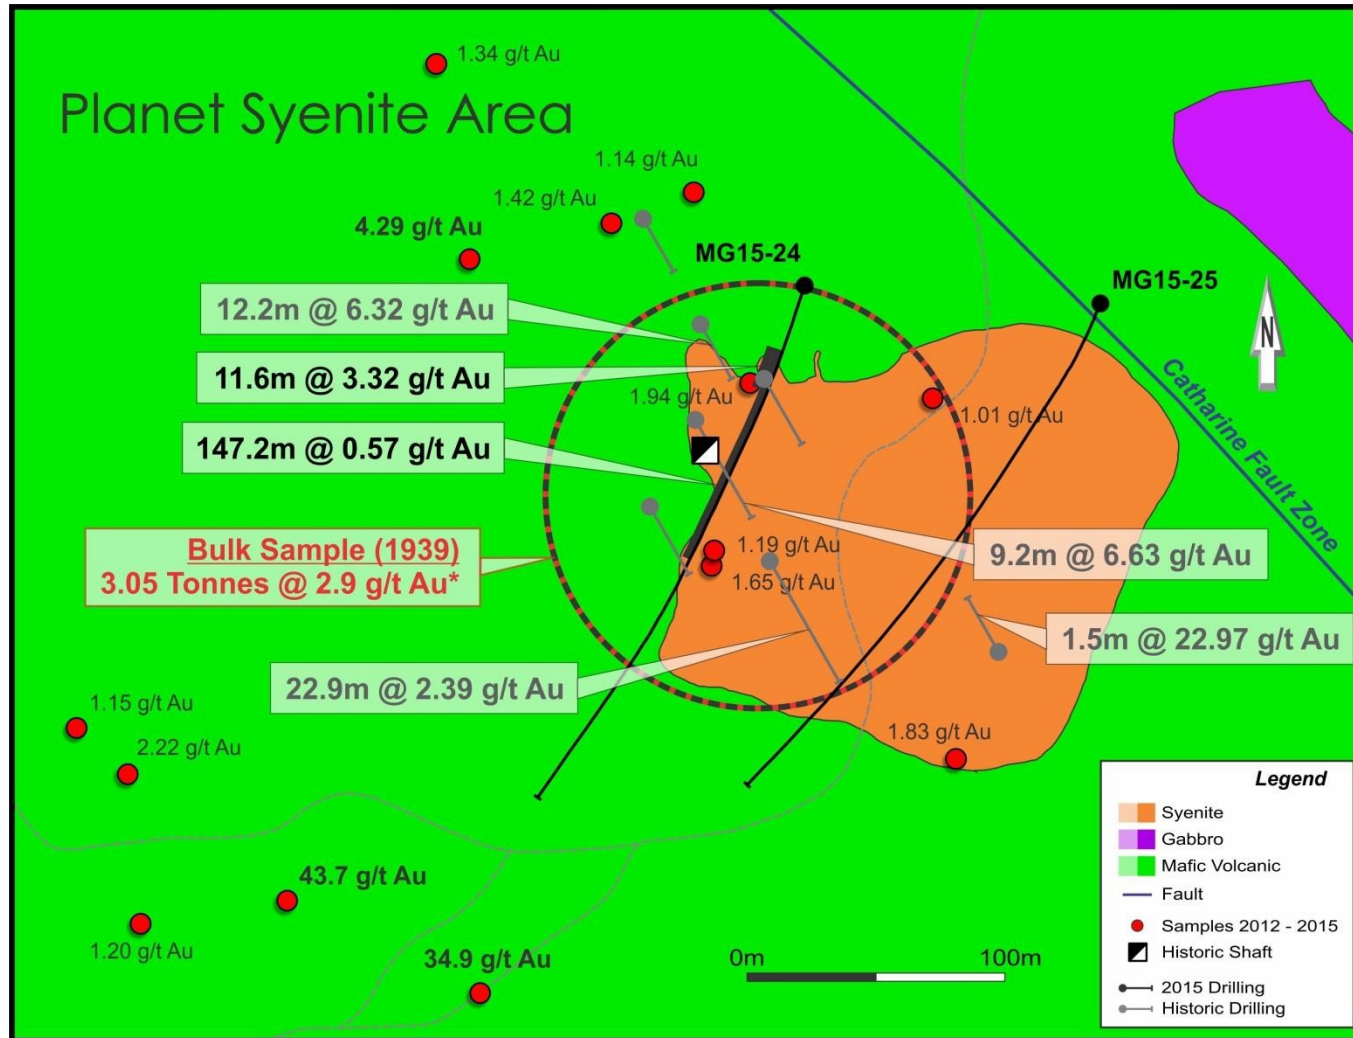 1.34 g/t Au
Planet Syenite Area
1.14 g/t Au
1.42 g/t Au
4.29 g/t Au
MG15-24
MG15-25
12.2m @ 6.32 g/t Au
N
11.6m @ 3.32 g/t Au
1.94 g/t Au
1.01 g/t Au
Catharine Fault Zone
147.2m @ 0.57 g/t Au
Bulk Sample (1939)
3.05 Tonnes @ 2.9 g/t Au*
1.19 g/t Au
9.2m @ 6.63 g/t Au
1.65 g/t Au
1.5m @ 22.97 g/t Au
22.9m @ 2.39 g/t Au
1.15 g/t Au
2.22 g/t Au
1.83 g/t Au
43.7 g/t Au
1.20 g/t Au
34.9 g/t Au
0m
100m
Legend
Syenite
Gabbro
Mafic Volcanic
Fault
Samples 2012 - 2015
Historic Shaft
2015 Drilling
Historic Drilling